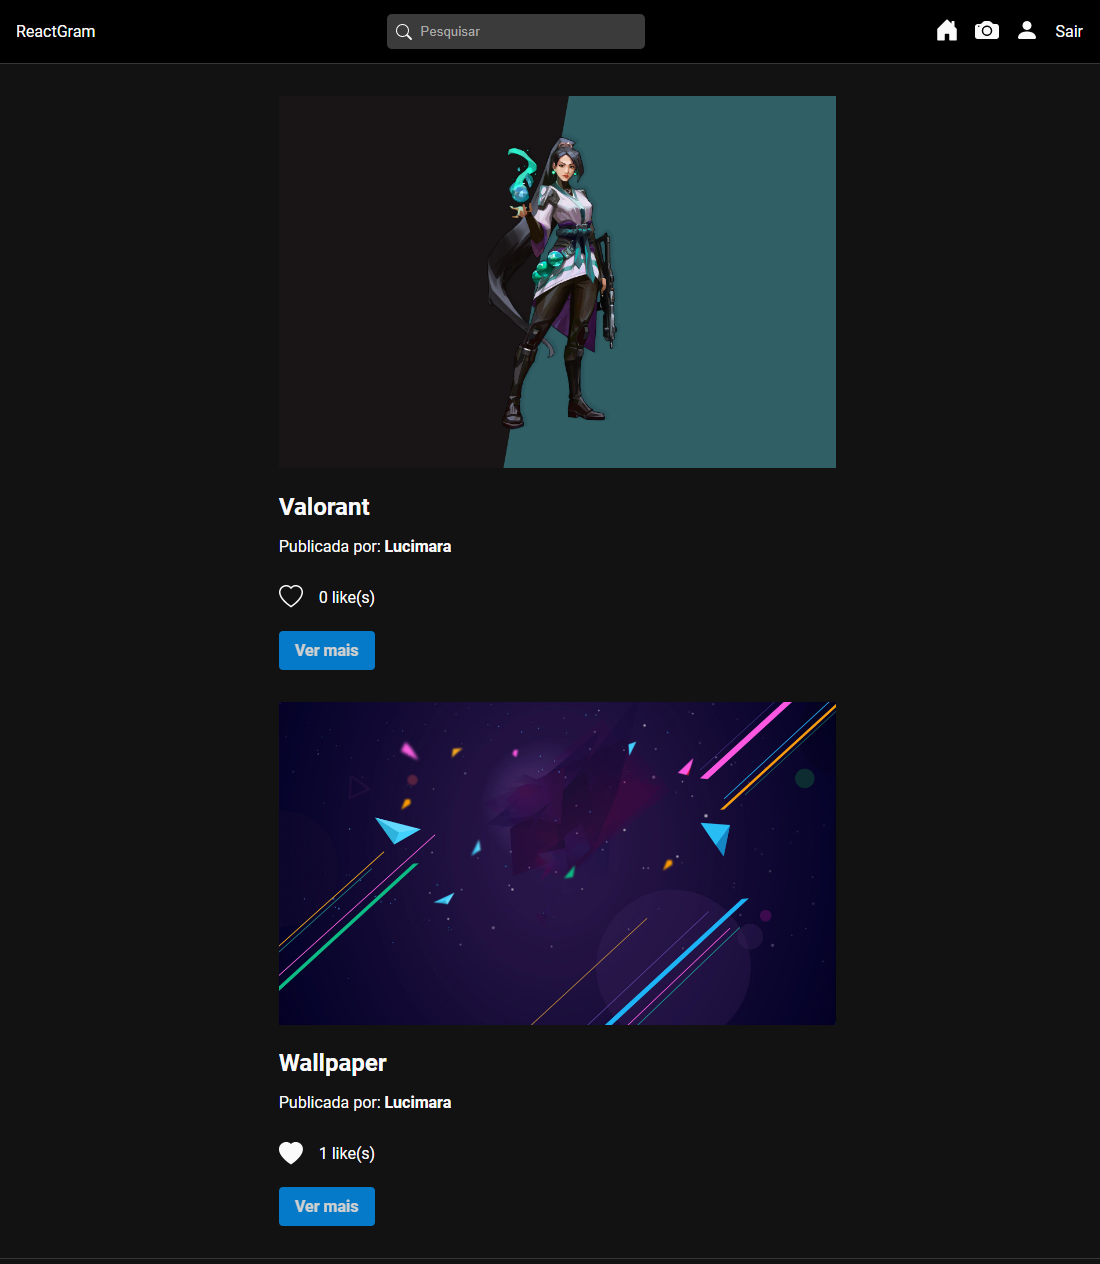 ReactGram
Pesquisar
Sair
Valorant
Publicada por: Lucimara
0 like(s)
Ver mais
Wallpaper
Publicada por: Lucimara
1 like(s)
Ver mais